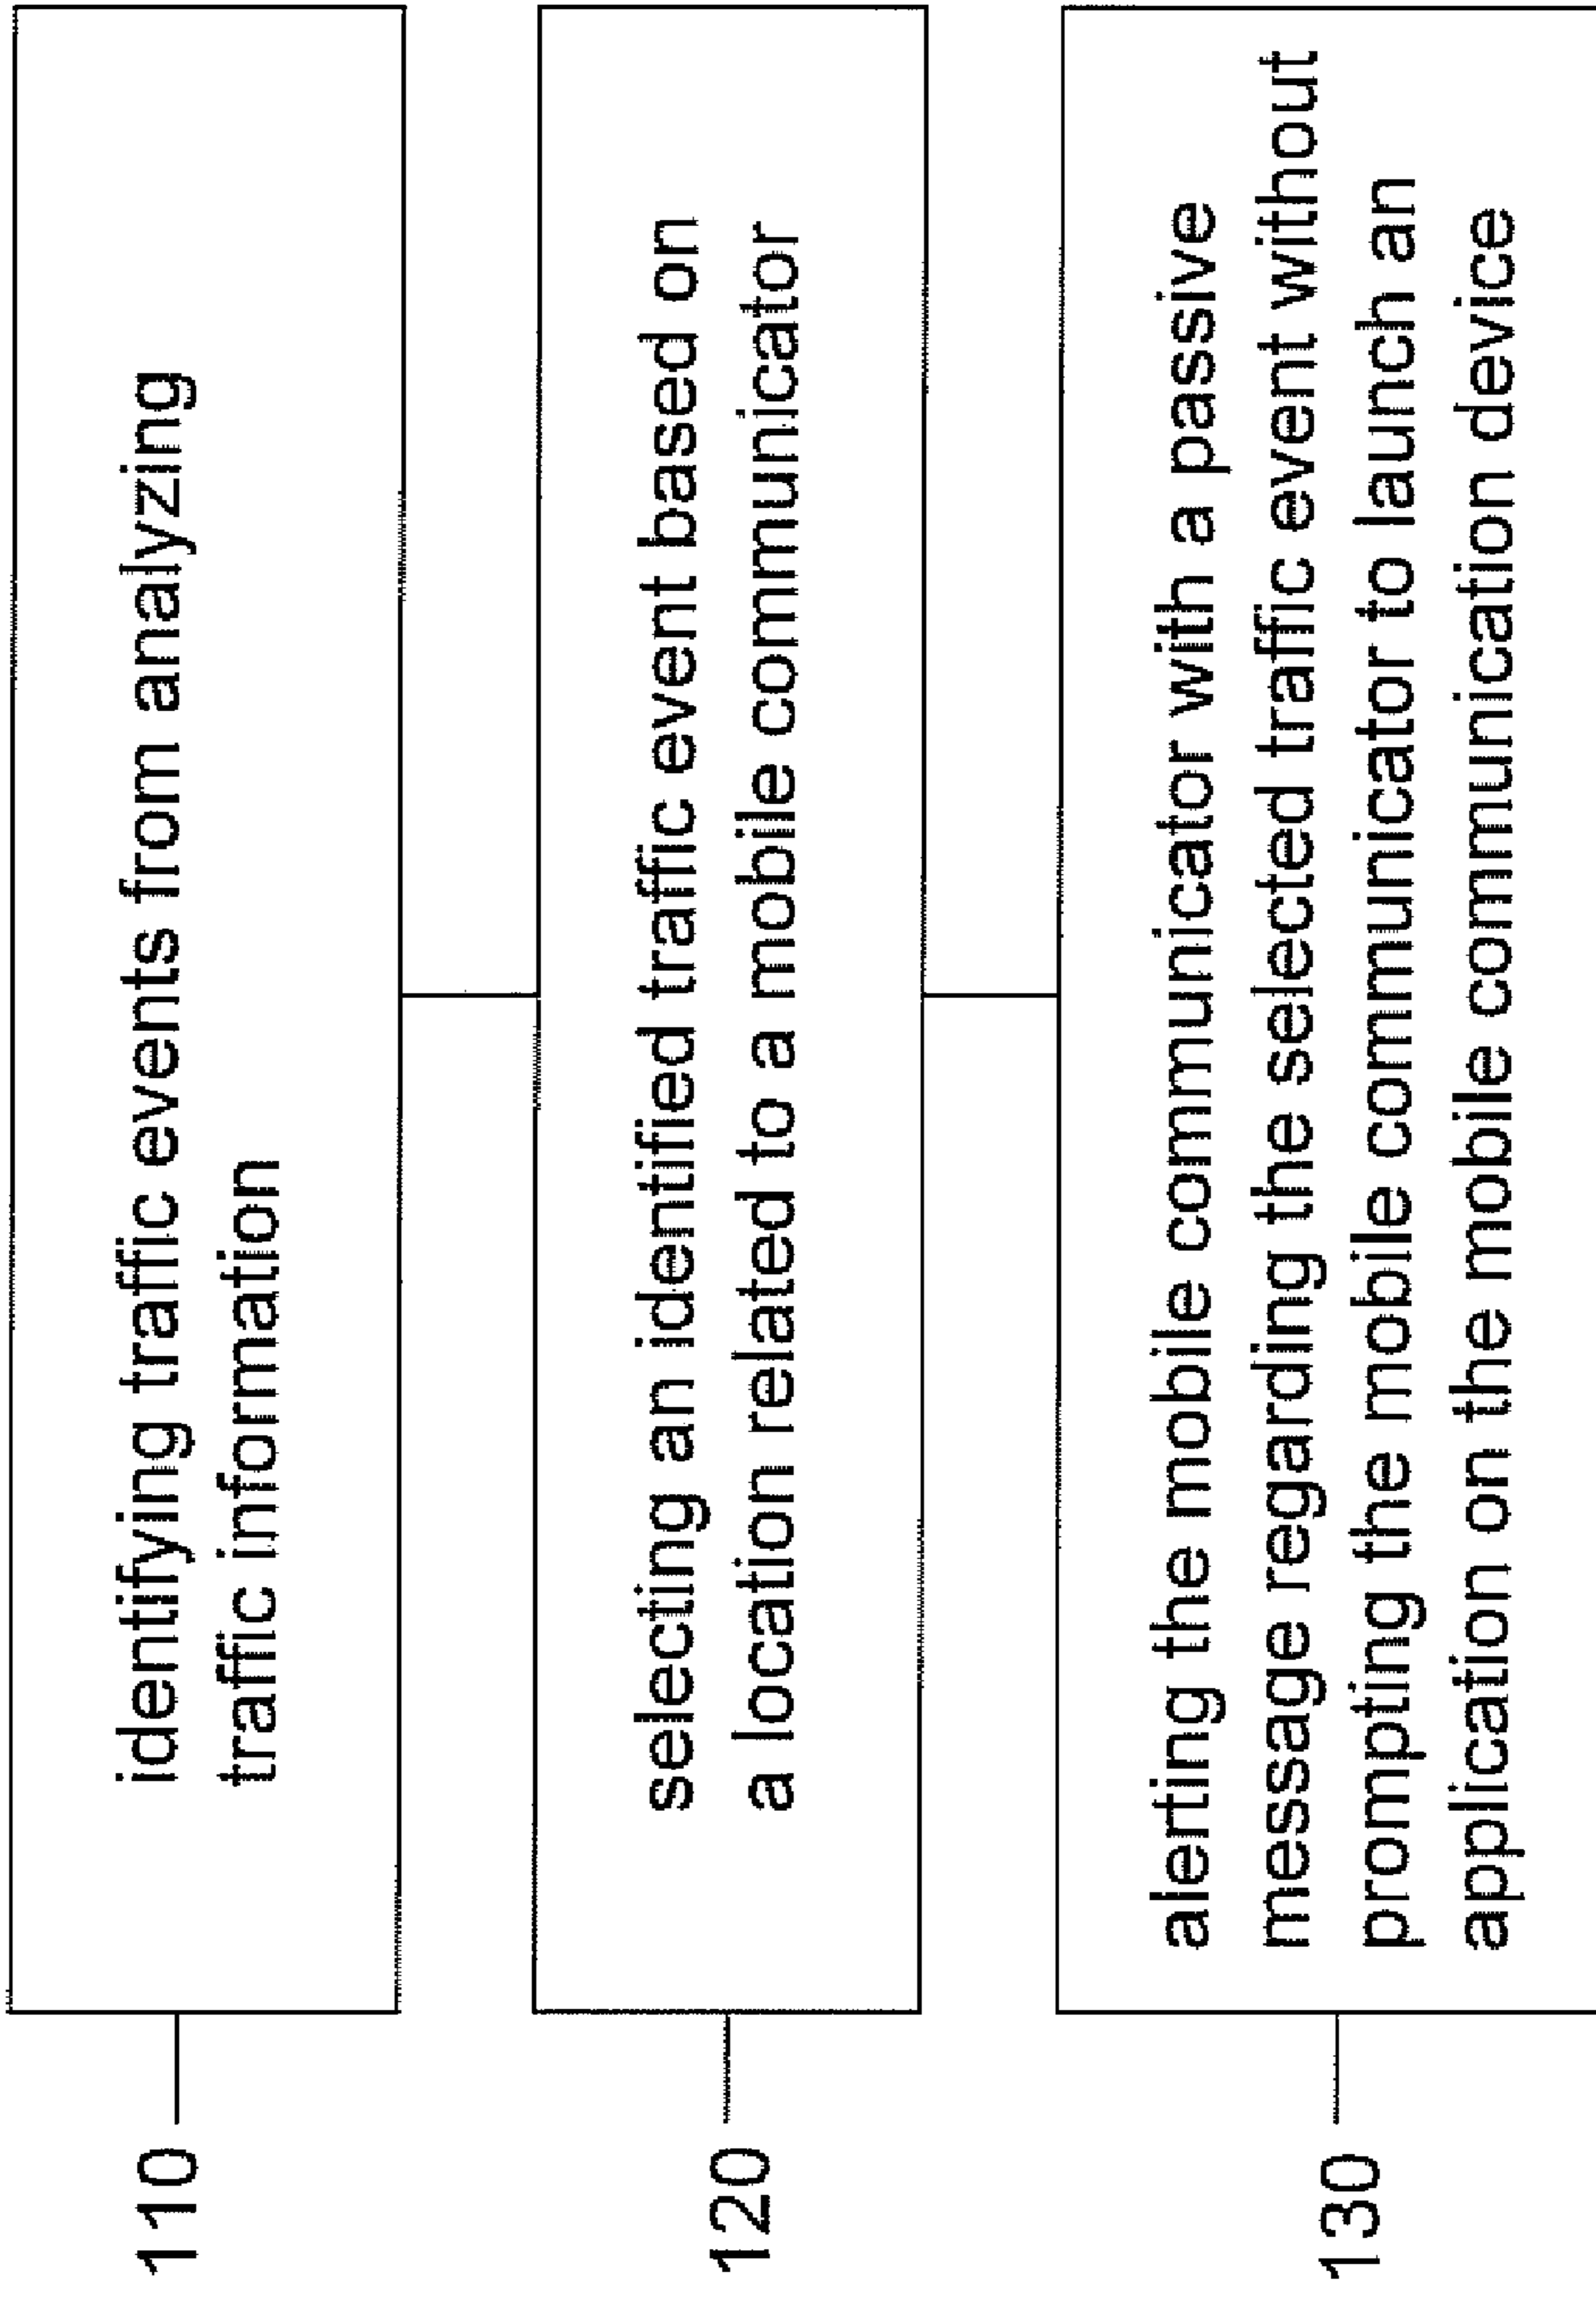 110
identifying traffic events from analyzing
traffic information
120
selecting an identified traffic event based on
a location related to a mobile communicator
130
alerting the mobile communicator with a passive
message regarding the selected traffic event without
prompting the mobile communicator to launch an
application on the mobile communication device